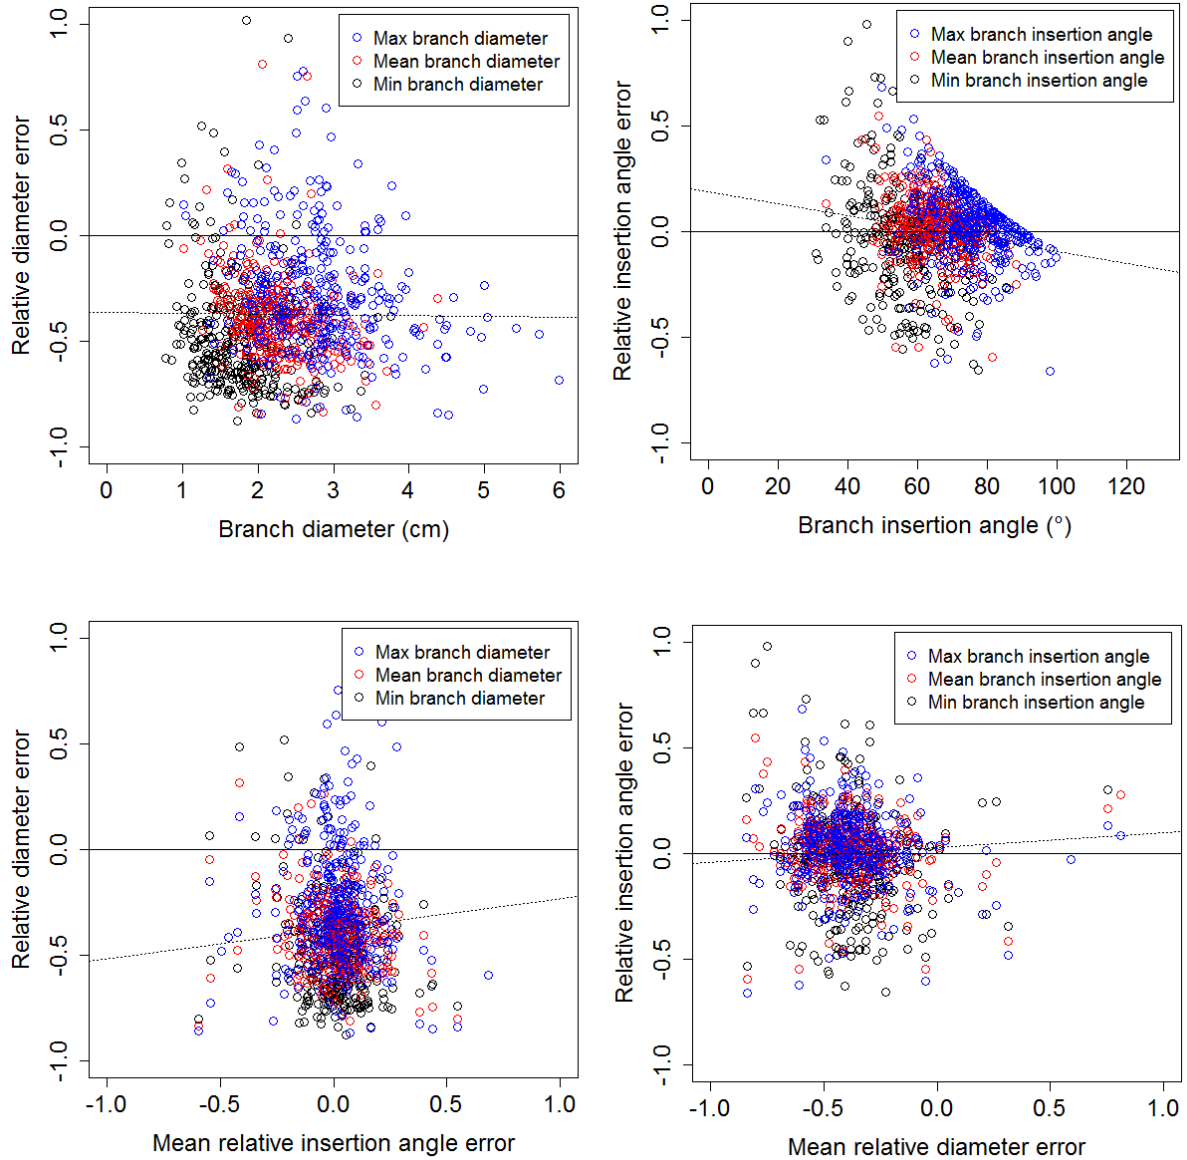 1.0
0.5
0.0
-0.5
-1.0
Relative diameter error
Max branch diameter
Mean branch diameter
Min branch diameter
0 1 2 3 4 5 6
Branch diameter (cm)
1.0
0.5
0.0
-0.5
-1.0
Relative insertion angle error
Max branch insertion angle
Mean branch insertion angle
Min branch insertion angle
0 20 40 60 80 100 120
Branch insertion angle (°)
1.0
0.5
0.0
-0.5
-1.0
Relative diameter error
Max branch diameter
Mean branch diameter
Min branch diameter
-1.0 -0.5 0.0 0.5 1.0
Mean relative insertion angle error
1.0
0.5
0.0
-0.5
-1.0
Relative insertion angle error
Max branch insertion angle
Mean branch insertion angle
Min branch insertion angle
-1.0 -0.5 0.0 0.5 1.0
Mean relative diameter error